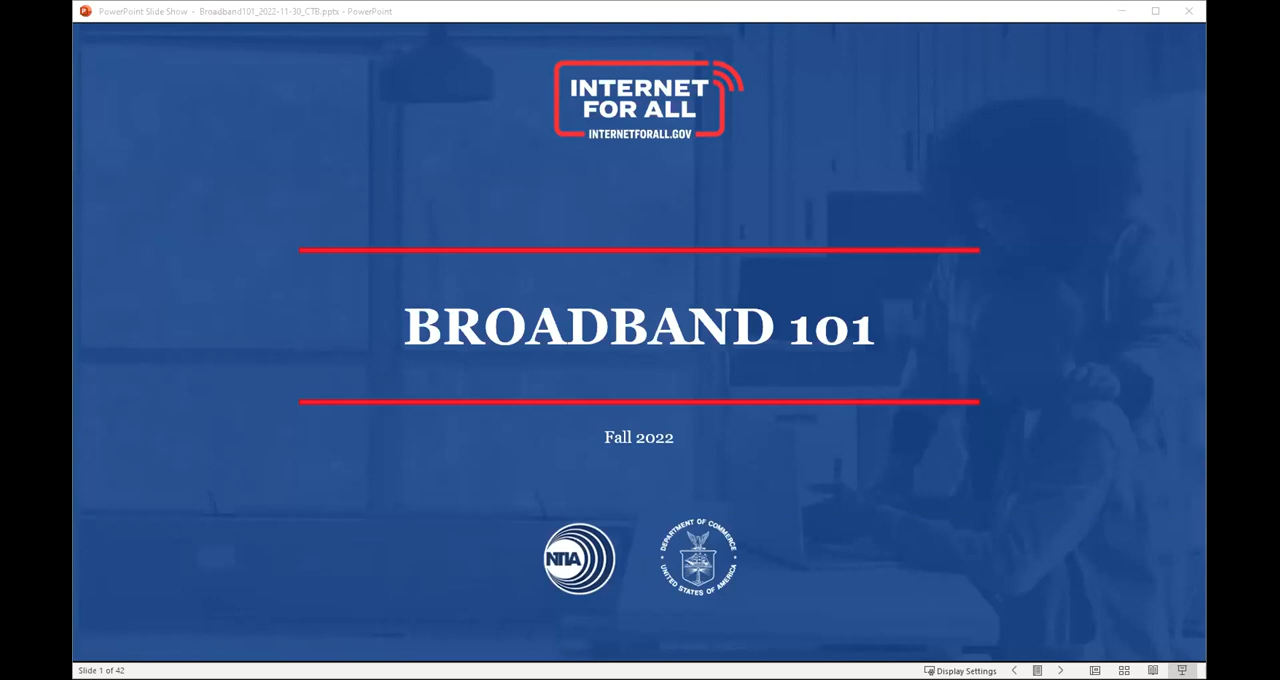 PowerPoint Slide Show - Broadband101_2022-11-30_CTB.pptx - PowerPoint
INTERNET
FOR ALL
INTERNETFORALL.GOV
BROADBAND 101
Fall 2022
NTIA
DEPARTMENT OF COMMERCE
UNITED STATES OF AMERICA
Slide 1 of 42
Display Settings